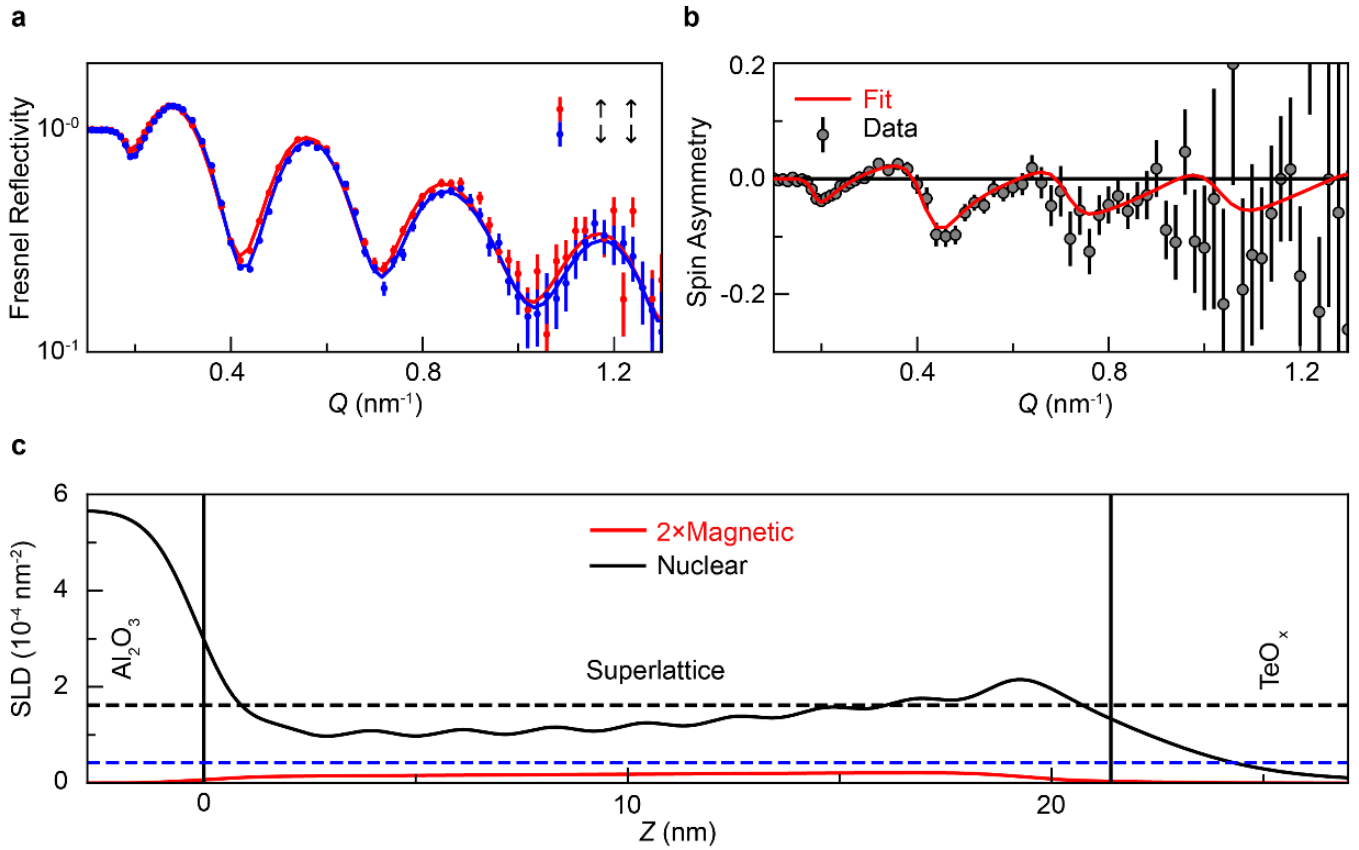 a
Fresnel Reflectivity
10⁻⁰
10⁻¹
↑ ↑
↓ ↓
0.4
0.8
1.2
Q (nm⁻¹)
b
Spin Asymmetry
0.2
0.0
-0.2
Fit
Data
0.4
0.8
1.2
Q (nm⁻¹)
c
SLD (10⁻⁴ nm⁻²)
6
4
2
0
Al₂O₃
2×Magnetic
Nuclear
Superlattice
TeOₓ
0
10
20
Z (nm)